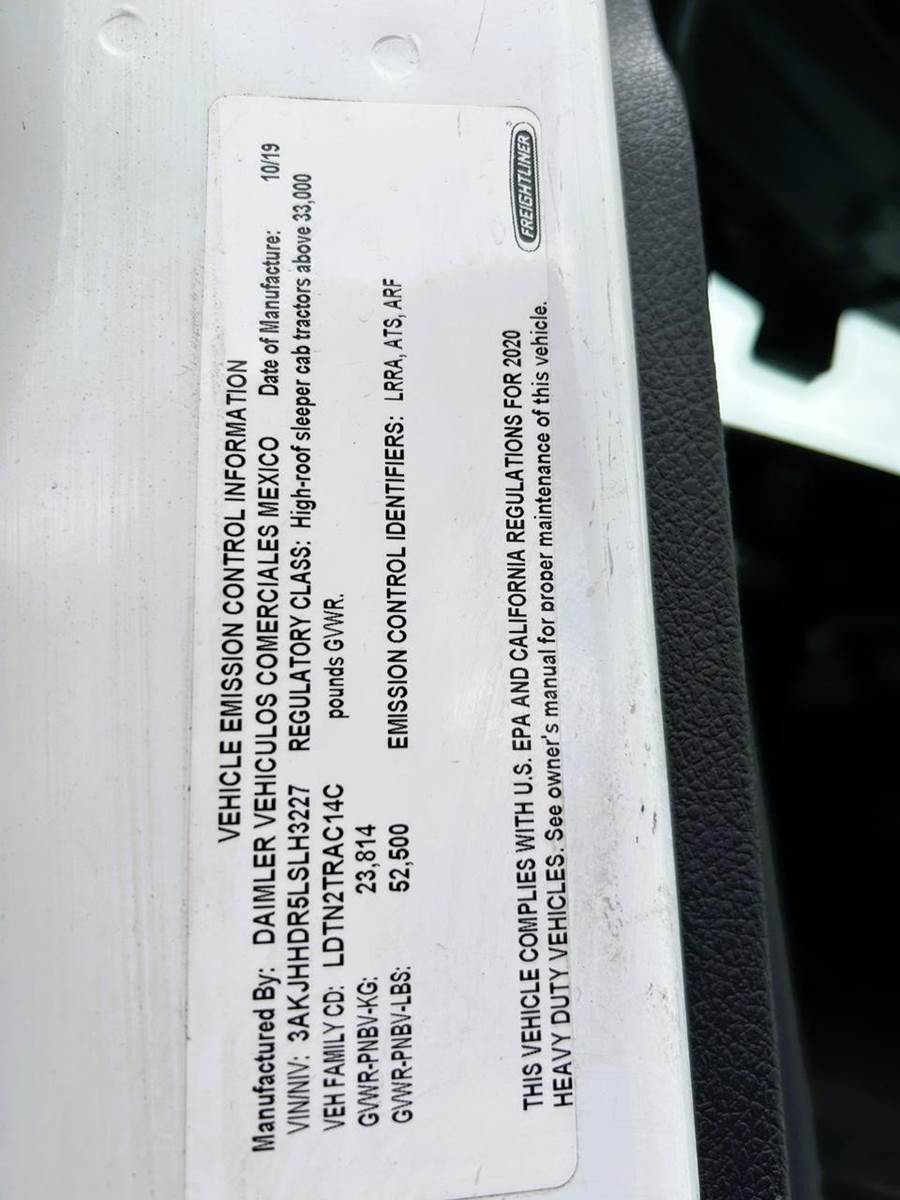 VEHICLE EMISSION CONTROL INFORMATION
Manufactured By: DAIMLER VEHICULOS COMERCIALES MEXICO Date of Manufacture: 10/19
VIN/NIV: 3AKJHHDR5LSLH3227 REGULATORY CLASS: High-roof sleeper cab tractors above 33,000
VEH FAMILY CD: LDTN2TRAC14C pounds GVWR.
GVWR-PNBV-KG: 23,814
GVWR-PNBV-LBS: 52,500 EMISSION CONTROL IDENTIFIERS: LRRA, ATS, ARF
THIS VEHICLE COMPLIES WITH U.S. EPA AND CALIFORNIA REGULATIONS FOR 2020
HEAVY DUTY VEHICLES. See owner's manual for proper maintenance of this vehicle.
FREIGHTLINER